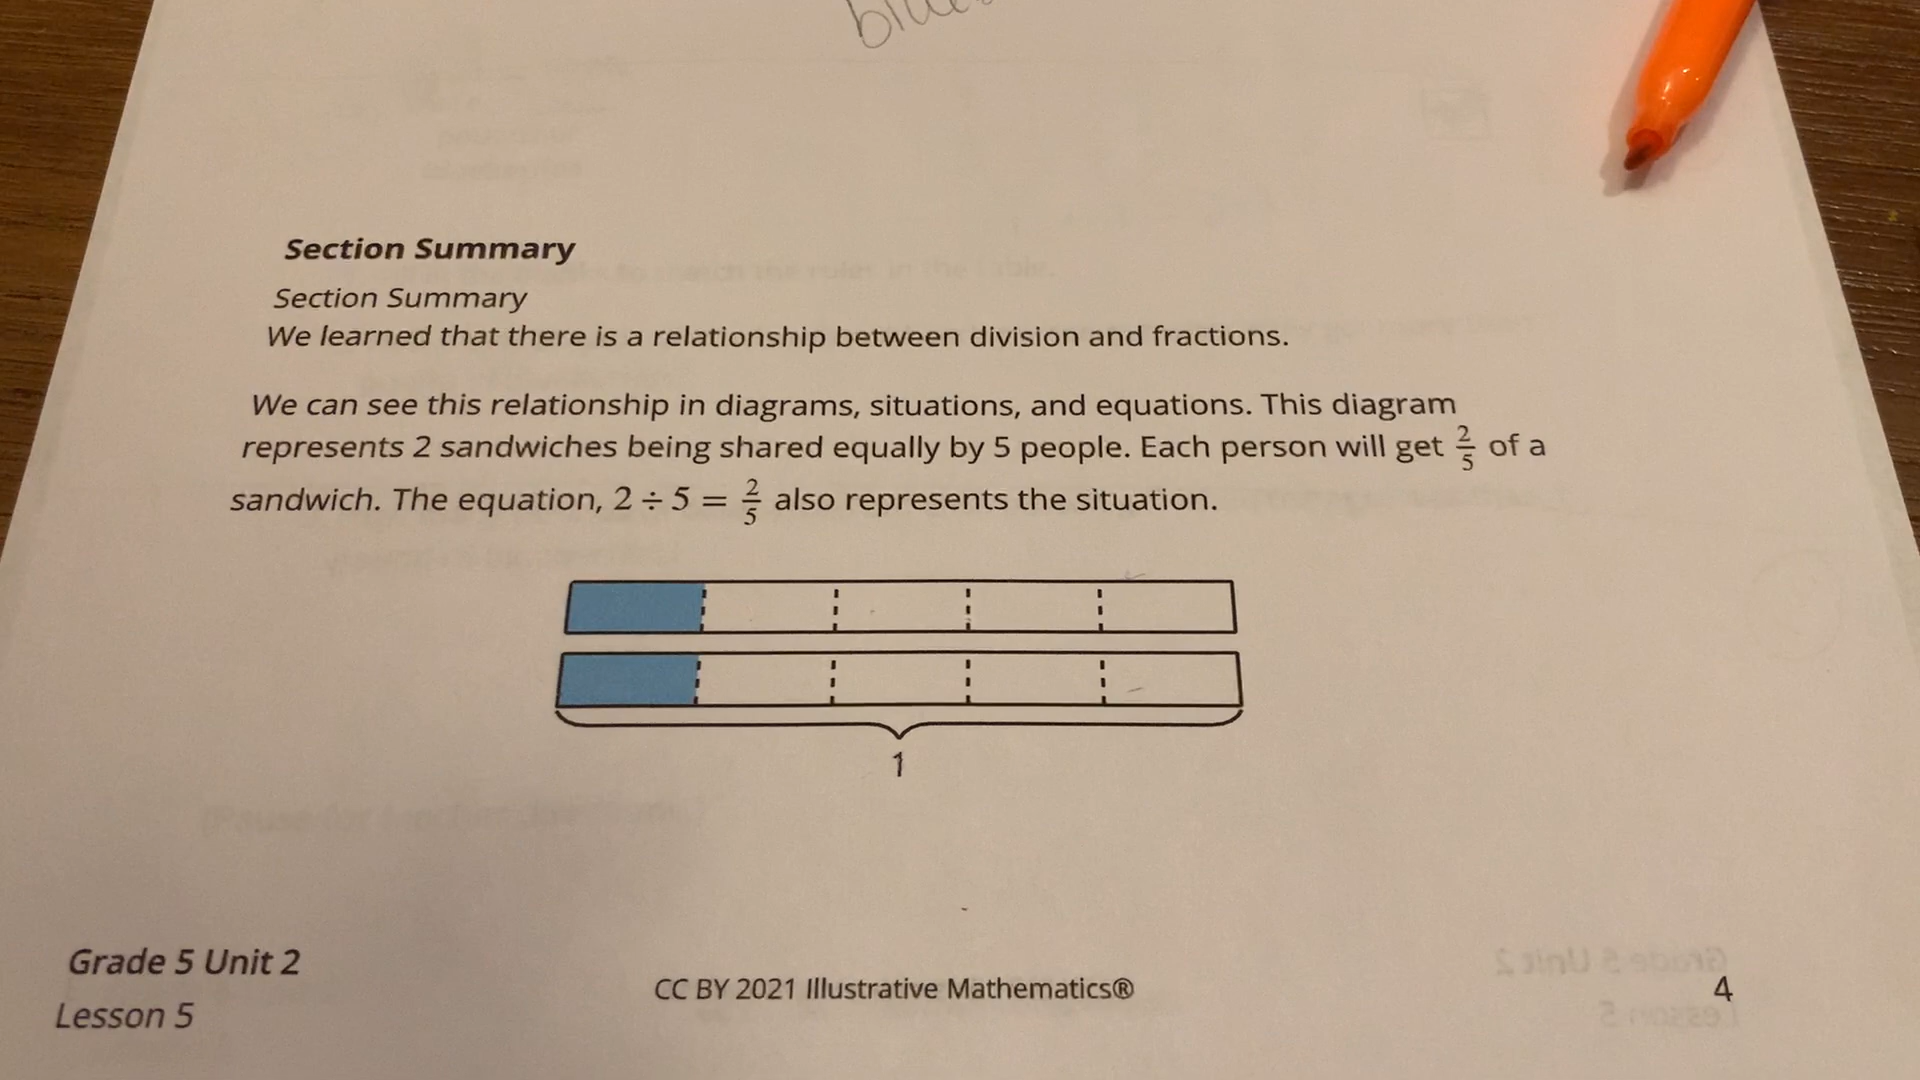 Section Summary
Section Summary
We learned that there is a relationship between division and fractions.
We can see this relationship in diagrams, situations, and equations. This diagram
represents 2 sandwiches being shared equally by 5 people. Each person will get 2/5 of a
sandwich. The equation, 2 ÷ 5 = 2/5 also represents the situation.
1
Grade 5 Unit 2
Lesson 5
CC BY 2021 Illustrative Mathematics®
4